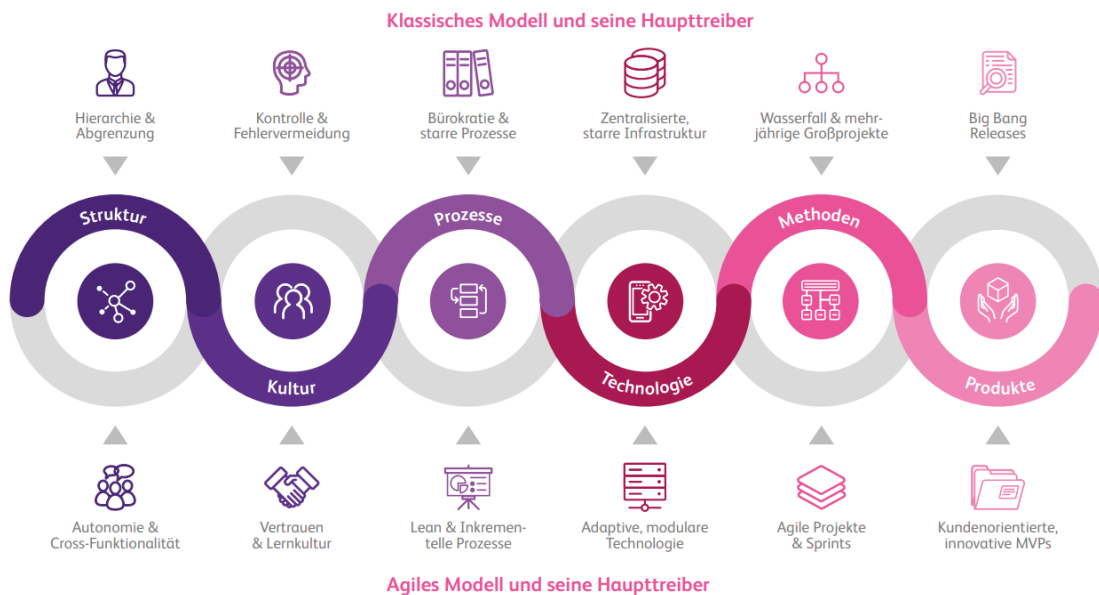 Klassisches Modell und seine Haupttreiber
Hierarchie &
Abgrenzung
Kontrolle &
Fehlervermeidung
Bürokratie &
starre Prozesse
Zentralisierte,
starre Infrastruktur
Wasserfall & mehr-
jährige Großprojekte
Big Bang
Releases
Struktur
Kultur
Prozesse
Technologie
Methoden
Produkte
Autonomie &
Cross-Funktionalität
Vertrauen
& Lernkultur
Lean & Inkremen-
telle Prozesse
Adaptive, modulare
Technologie
Agile Projekte
& Sprints
Kundenorientierte,
innovative MVPs
Agiles Modell und seine Haupttreiber